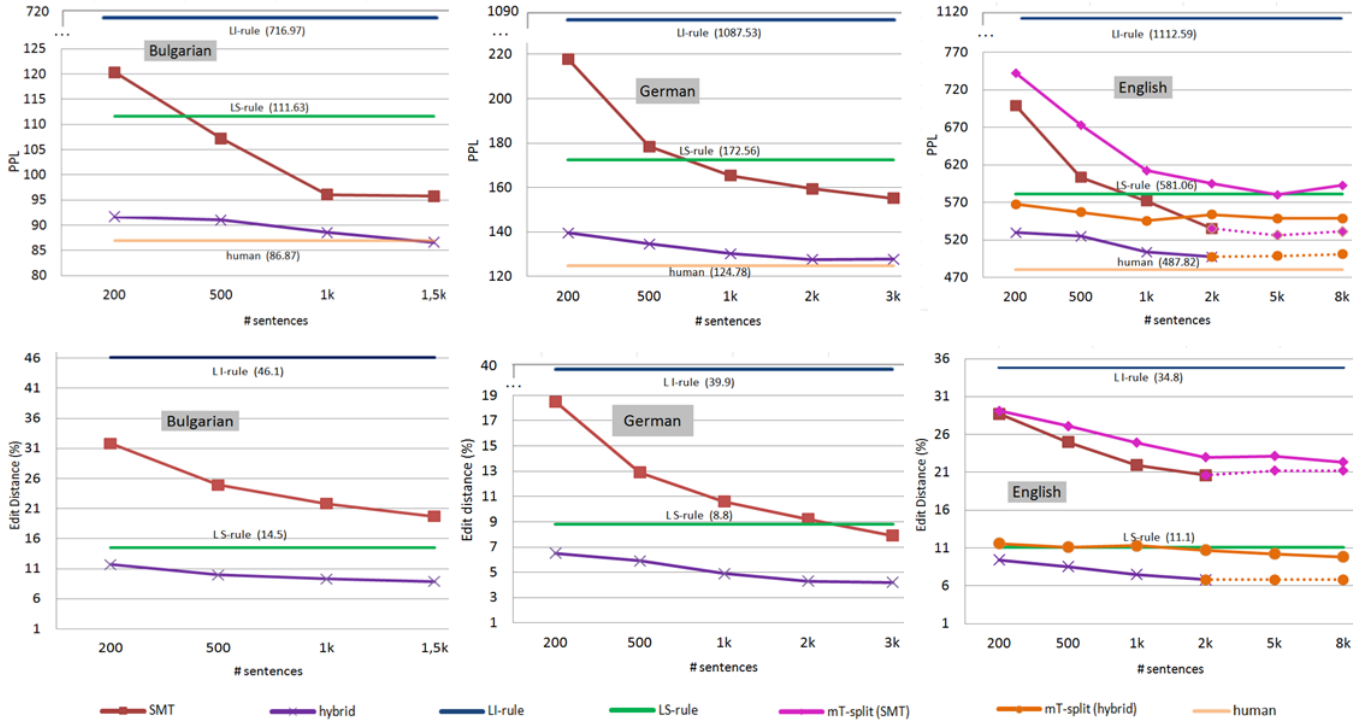 720
...
125
120
115
110
105
100
95
90
85
80
PPL
Bulgarian
LI-rule (716.97)
LS-rule (111.63)
human (86.87)
200 500 1k 1,5k
# sentences
1090
...
220
200
180
160
140
120
PPL
German
LI-rule (1087.53)
LS-rule (172.56)
human (124.78)
200 500 1k 2k 3k
# sentences
1120
...
770
720
670
620
570
520
470
PPL
English
LI-rule (1112.59)
LS-rule (581.06)
human (487.82)
200 500 1k 2k 5k 8k
# sentences
46
41
36
31
26
21
16
11
6
1
Edit Distance (%)
Bulgarian
L I-rule (46.1)
L S-rule (14.5)
200 500 1k 1,5k
# sentences
40
...
19
17
15
13
11
9
7
5
3
1
Edit distance (%)
German
L I-rule (39.9)
L S-rule (8.8)
200 500 1k 2k 3k
# sentences
36
31
26
21
16
11
6
1
Edit Distance (%)
English
L I-rule (34.8)
L S-rule (11.1)
200 500 1k 2k 5k 8k
# sentences
SMT hybrid LI-rule LS-rule mT-split (SMT) mT-split (hybrid) human